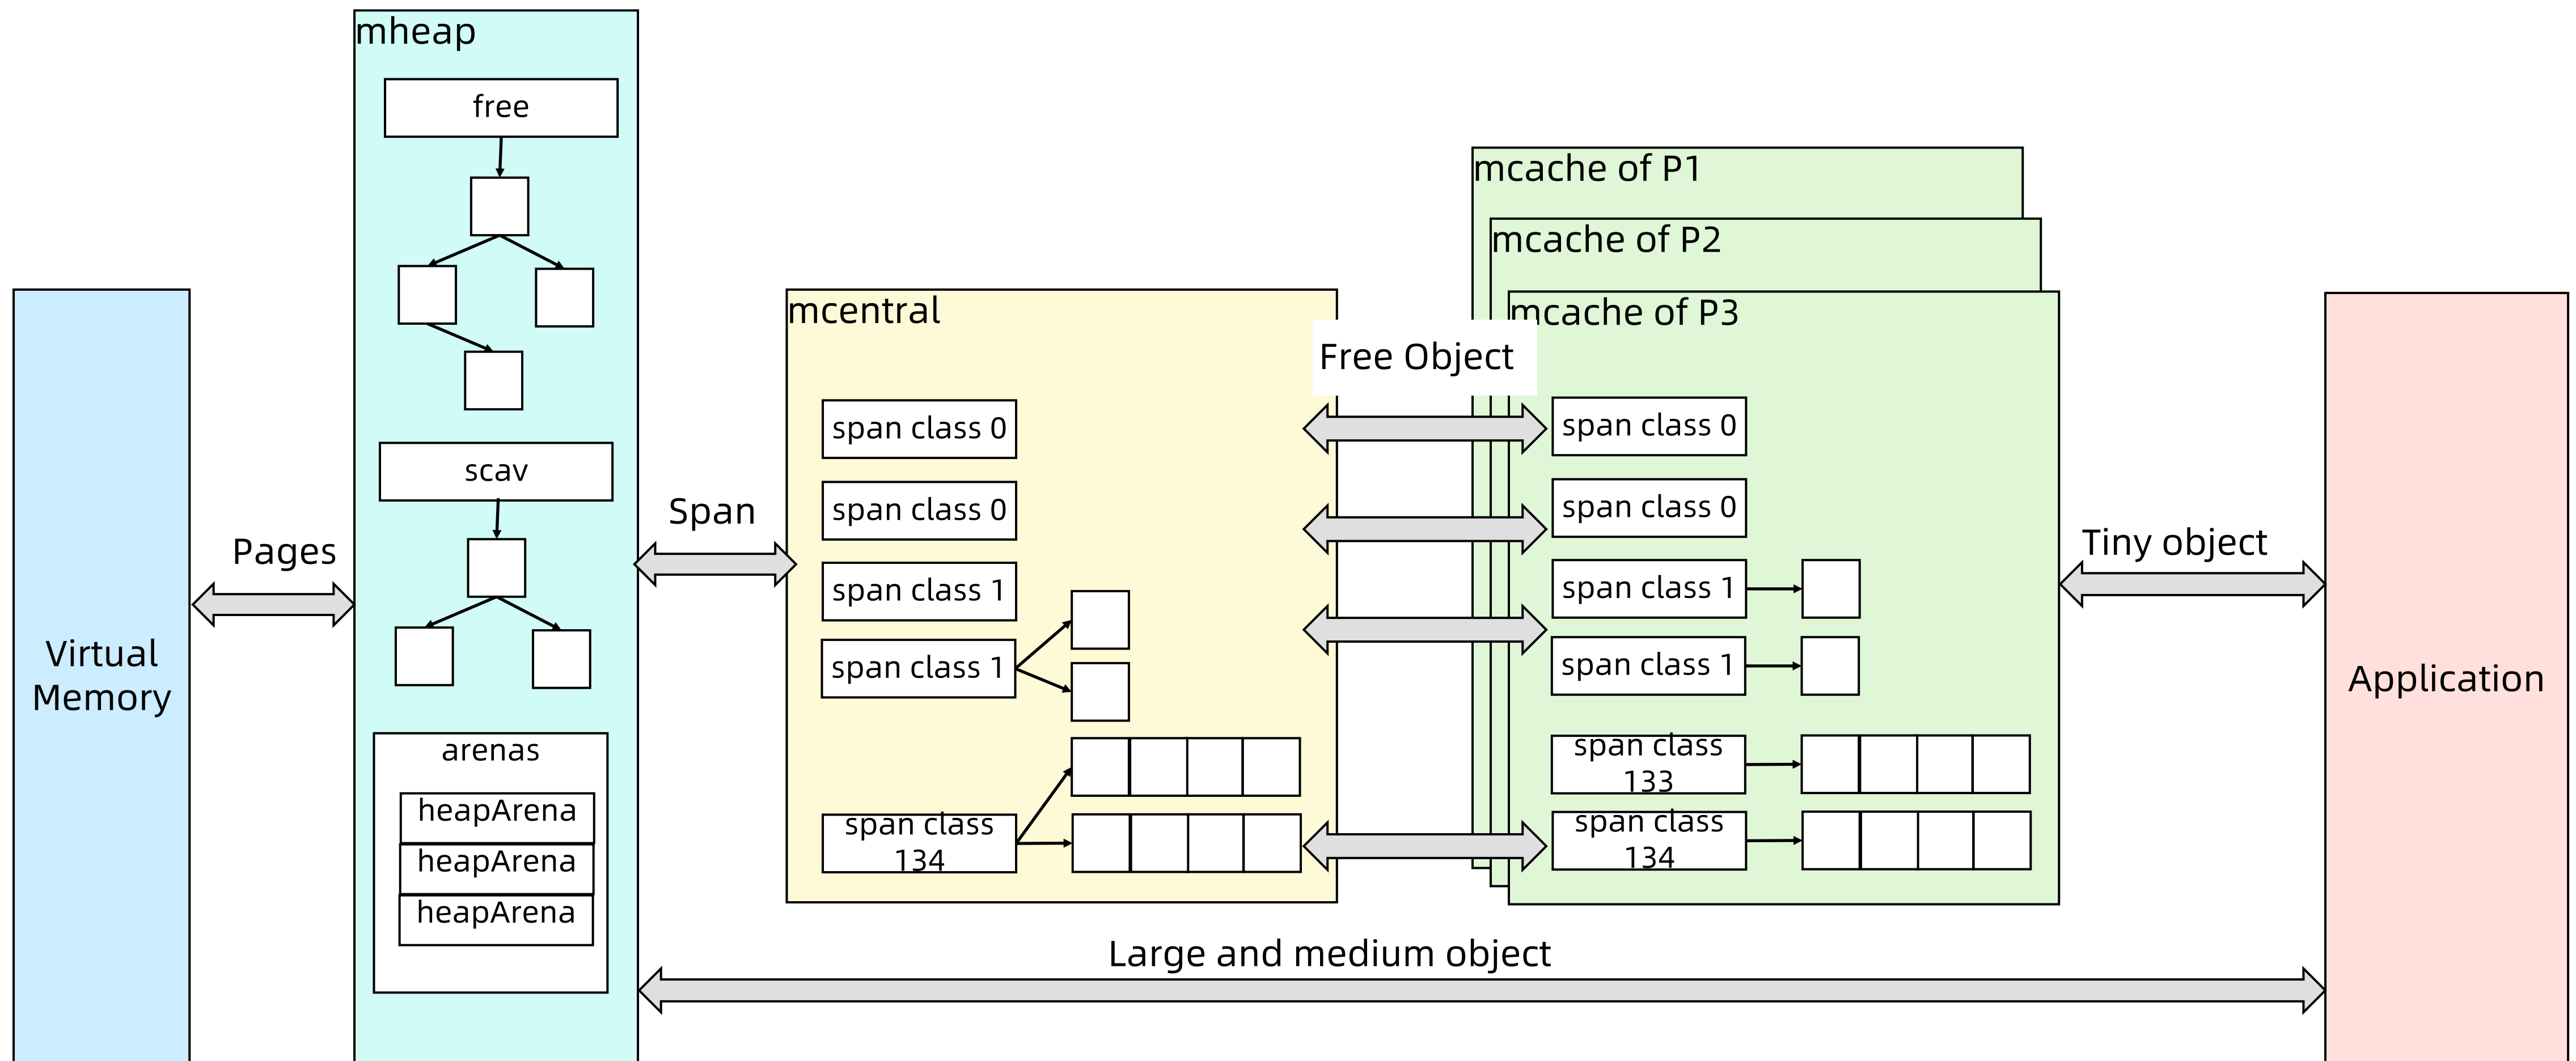 mheap
free
scav
arenas
heapArena
heapArena
heapArena
Virtual
Memory
Pages
Span
mcentral
span class 0
span class 0
span class 1
span class 1
span class
134
Free Object
mcache of P1
mcache of P2
mcache of P3
span class 0
span class 0
span class 1
span class 1
span class
133
span class
134
Tiny object
Application
Large and medium object